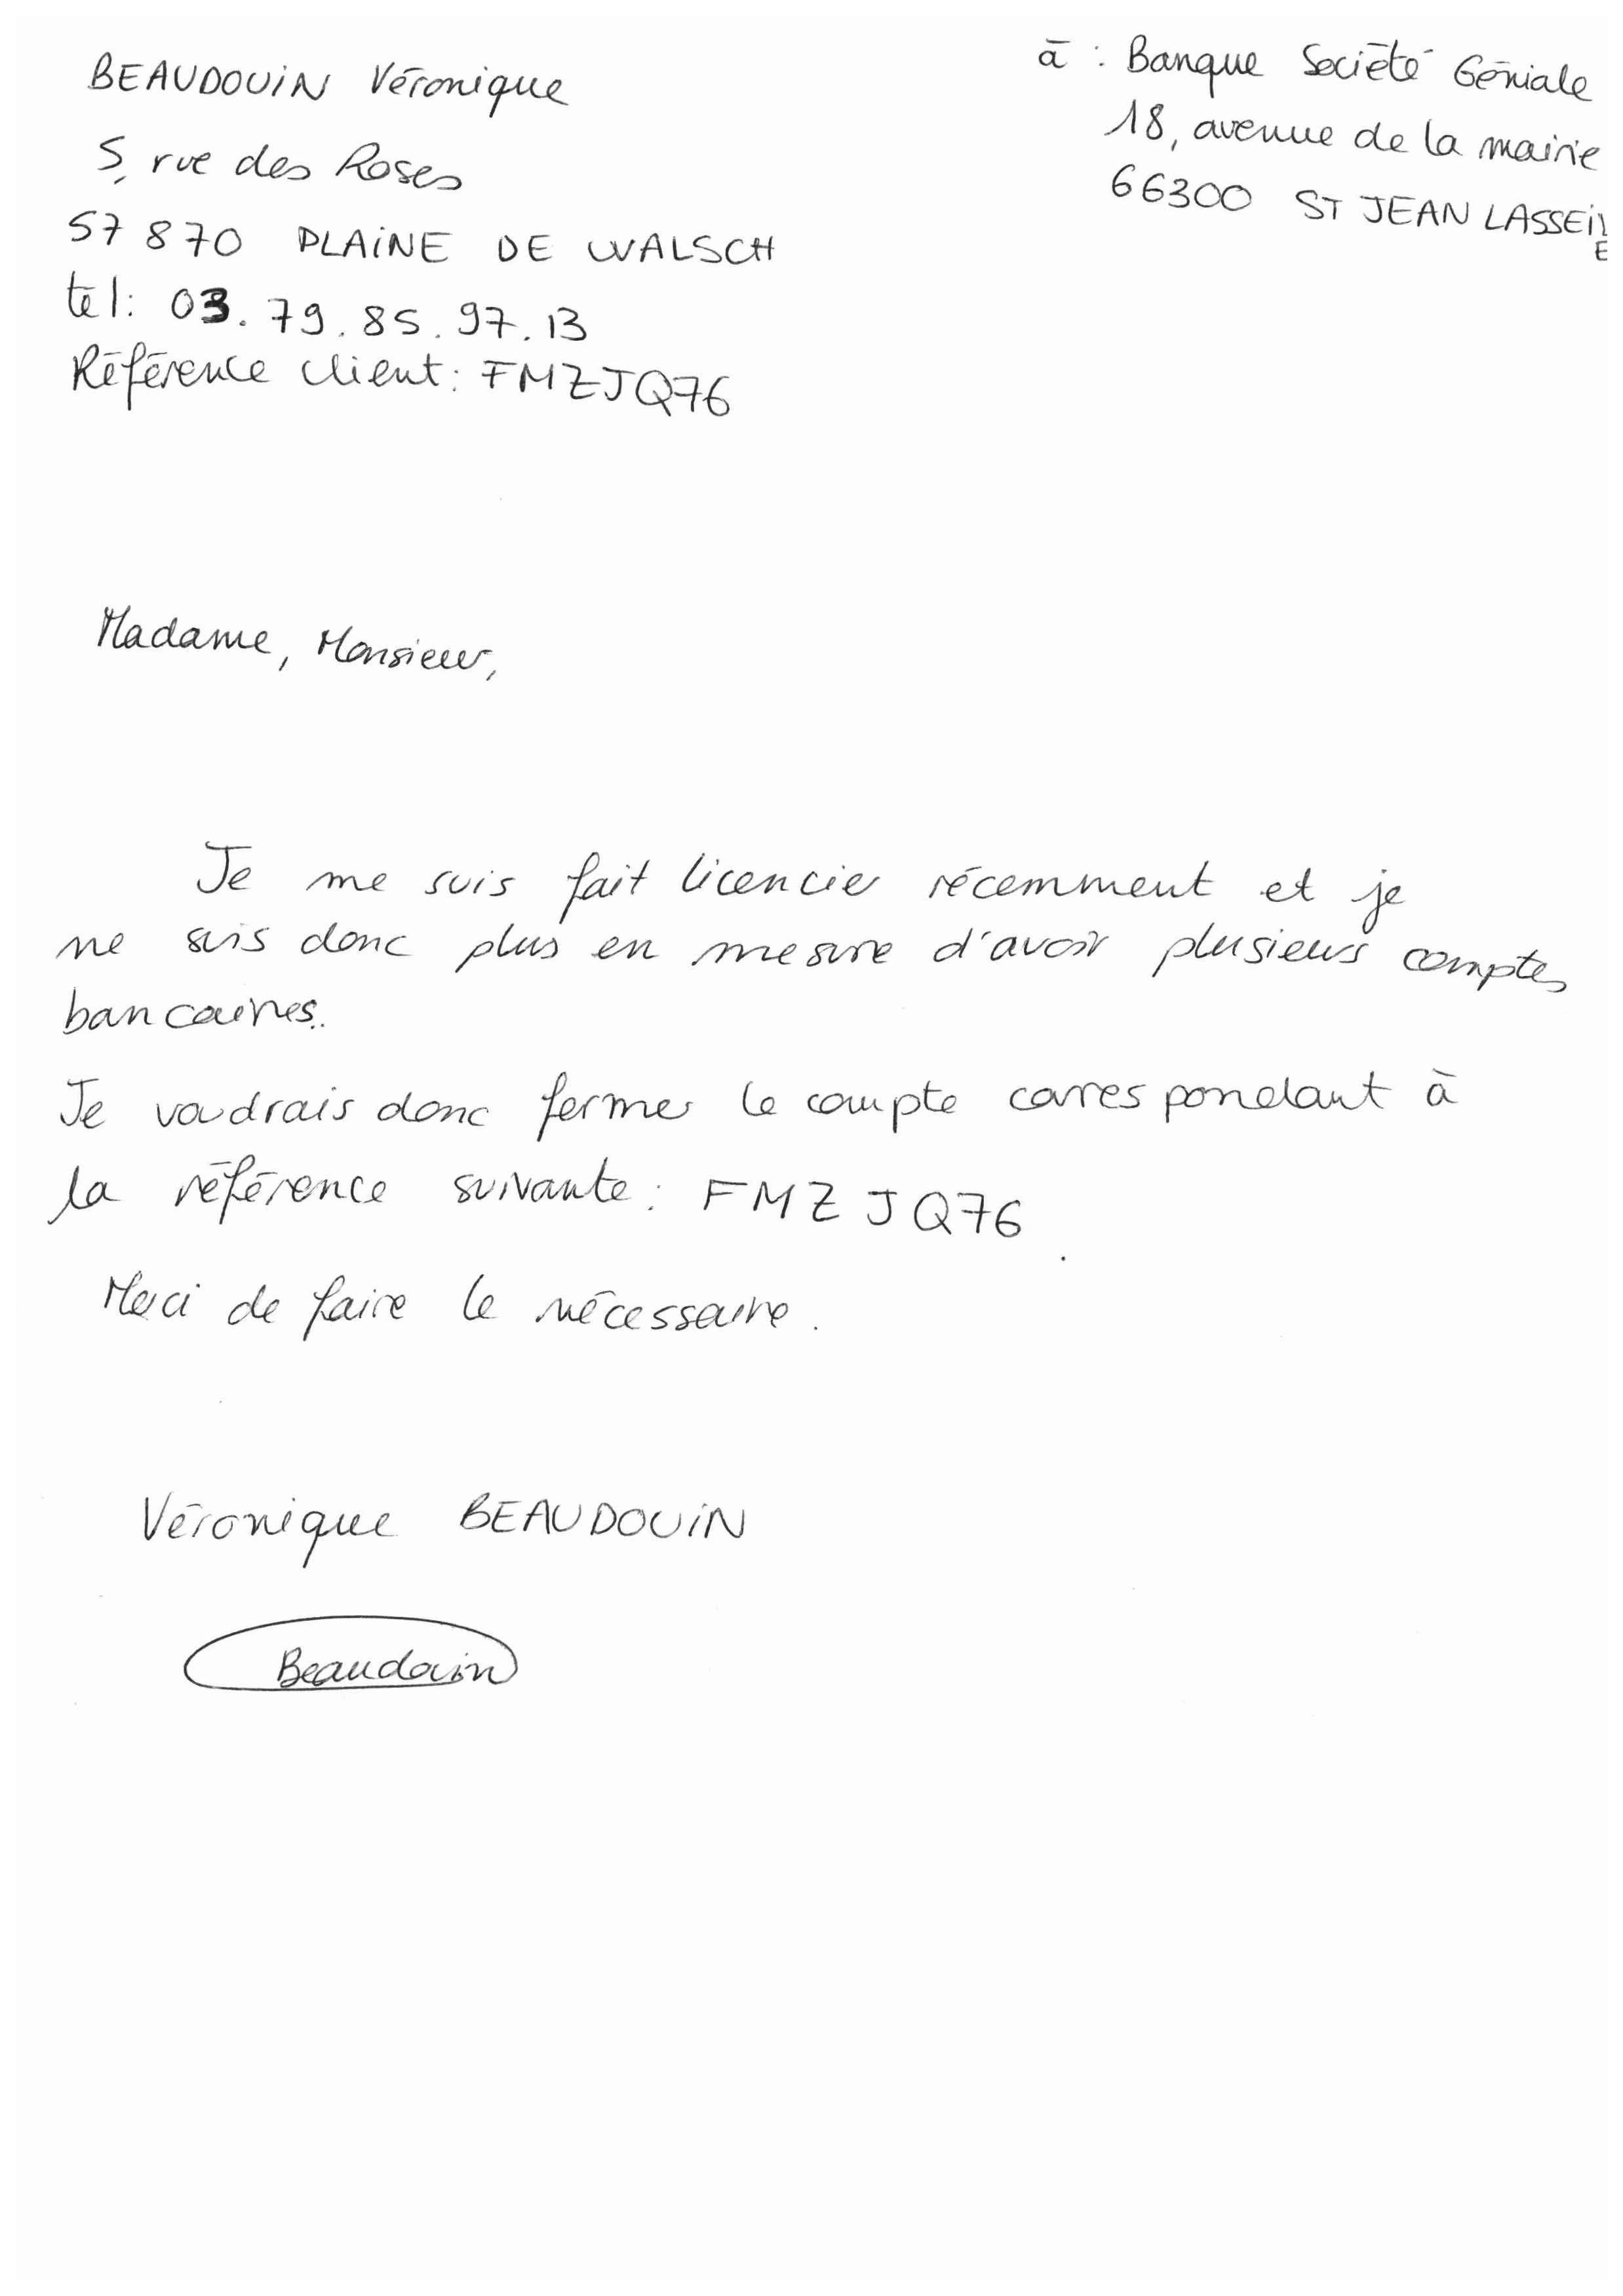 BEAUDOUIN Véronique
5, rue des Roses
57 870 PLAINE DE WALSCH
tél: 03.79.85.97.13
Référence client: FMZJQ76
à : Banque Société Géniale
18, avenue de la mairie
66300 ST JEAN LASSEIL
E
Madame, Monsieur,
Je me suis fait licencier récemment et je
ne suis donc plus en mesure d'avoir plusieurs comptes
bancaires.
Je voudrais donc fermer le compte correspondant à
la référence suivante: FMZJQ76.
Merci de faire le nécessaire.
Véronique BEAUDOUIN
Beaudouin